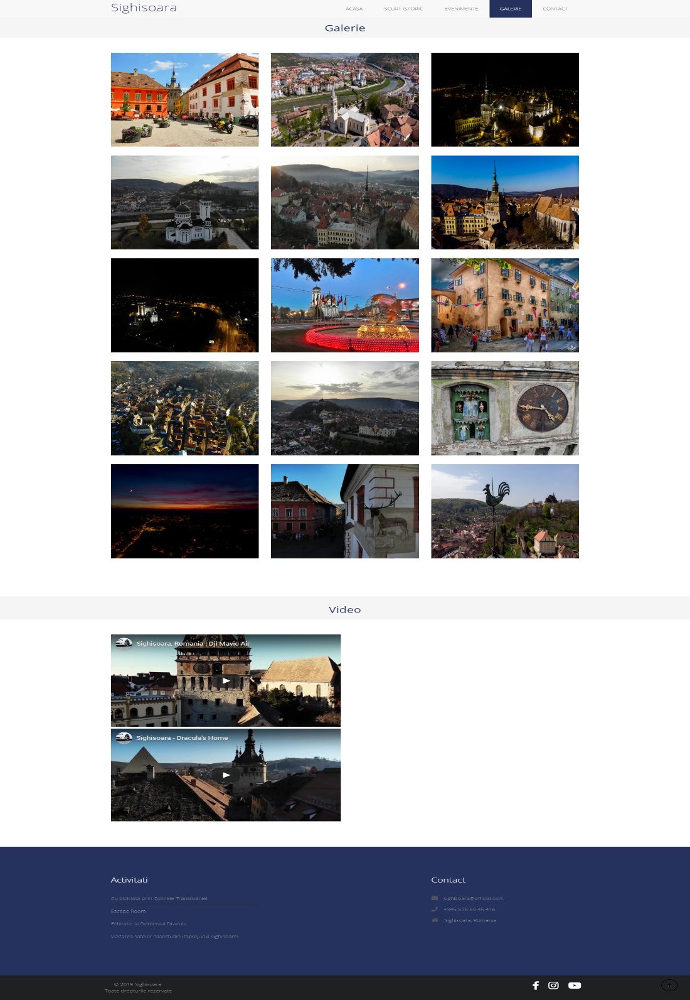 Sighisoara
ACASA
SCURT ISTORIC
EVENIMENTE
GALERIE
CONTACT
Galerie
Video
Sighisoara, Romania | Dji Mavic Air
Sighisoara - Dracula's Home
Activitati
Cu bicicleta prin Colinele Transilvaniei
Escape Room
Echitatie la Domeniul Dracula
Vizitarea satelor sasesti din imprejurul Sighisoarei
Contact
sighisoara@official.com
+345 578 59 45 416
Sighisoara, Romania
© 2019 Sighisoara
Toate drepturile rezervate